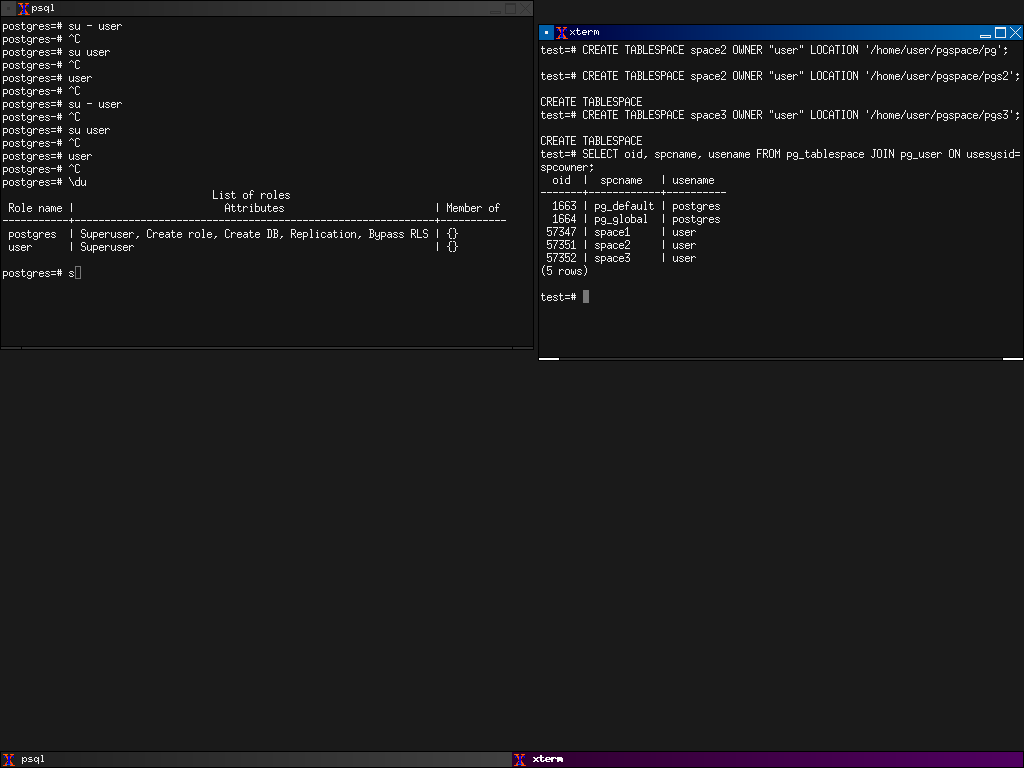 psql
postgres=# su - user
postgres-# ^C
postgres=# su user
postgres-# ^C
postgres=# user
postgres-# ^C
postgres=# su - user
postgres-# ^C
postgres=# su user
postgres-# ^C
postgres=# user
postgres-# ^C
postgres=# \du
List of roles
Role name | Attributes | Member of
-----------+------------------------------------------------------------+-----------
postgres | Superuser, Create role, Create DB, Replication, Bypass RLS | {}
user | Superuser | {}
postgres=# s
xterm
test=# CREATE TABLESPACE space2 OWNER "user" LOCATION '/home/user/pgspace/pg';
test=# CREATE TABLESPACE space2 OWNER "user" LOCATION '/home/user/pgspace/pgs2';
CREATE TABLESPACE
test=# CREATE TABLESPACE space3 OWNER "user" LOCATION '/home/user/pgspace/pgs3';
CREATE TABLESPACE
test=# SELECT oid, spcname, usename FROM pg_tablespace JOIN pg_user ON usesysid=
spcowner;
oid | spcname | usename
-------+------------+----------
1663 | pg_default | postgres
1664 | pg_global | postgres
57347 | space1 | user
57351 | space2 | user
57352 | space3 | user
(5 rows)
test=#
psql
xterm